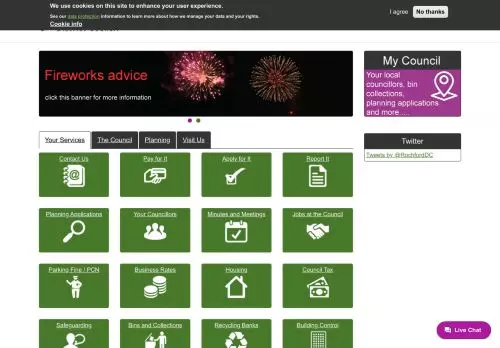 We use cookies on this site to enhance your user experience.
See our data protection information to learn more about how we manage your data and your rights.
Cookie info
I agree
No thanks
Fireworks advice
click this banner for more information
My Council
Your local
councillors, bin
collections,
planning applications
and more.....
Your Services
The Council
Planning
Visit Us
Twitter
Tweets by @RochfordDC
Contact Us
Pay for It
Apply for It
Report It
Planning Applications
Your Councillors
Minutes and Meetings
Jobs at the Council
Parking Fine / PCN
Business Rates
Housing
Council Tax
Safeguarding
Bins and Collections
Recycling Banks
Building Control
Live Chat